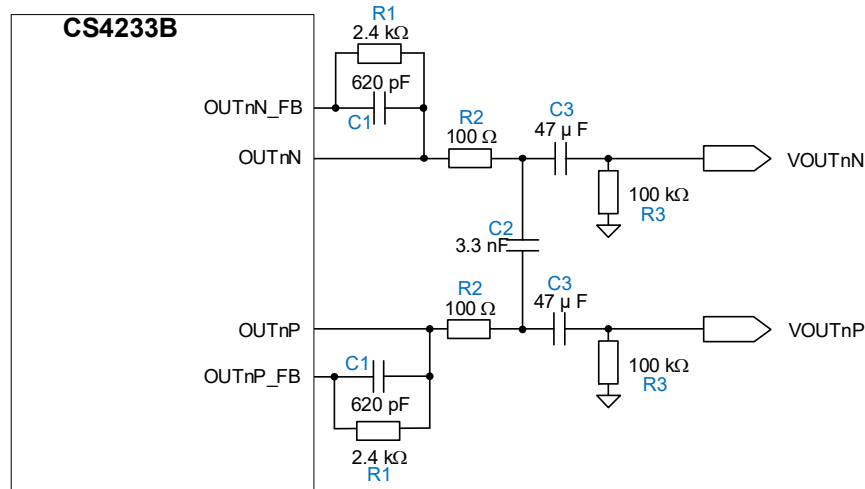 CS4233B
R1
2.4 kΩ
620 pF
OUTnN_FB
C1
R2
100 Ω
C3
47 µ F
OUTnN
VOUTnN
100 kΩ
R3
C2
3.3 nF
R2
100 Ω
C3
47 µ F
OUTnP
VOUTnP
C1
OUTnP_FB
100 kΩ
R3
620 pF
2.4 kΩ
R1